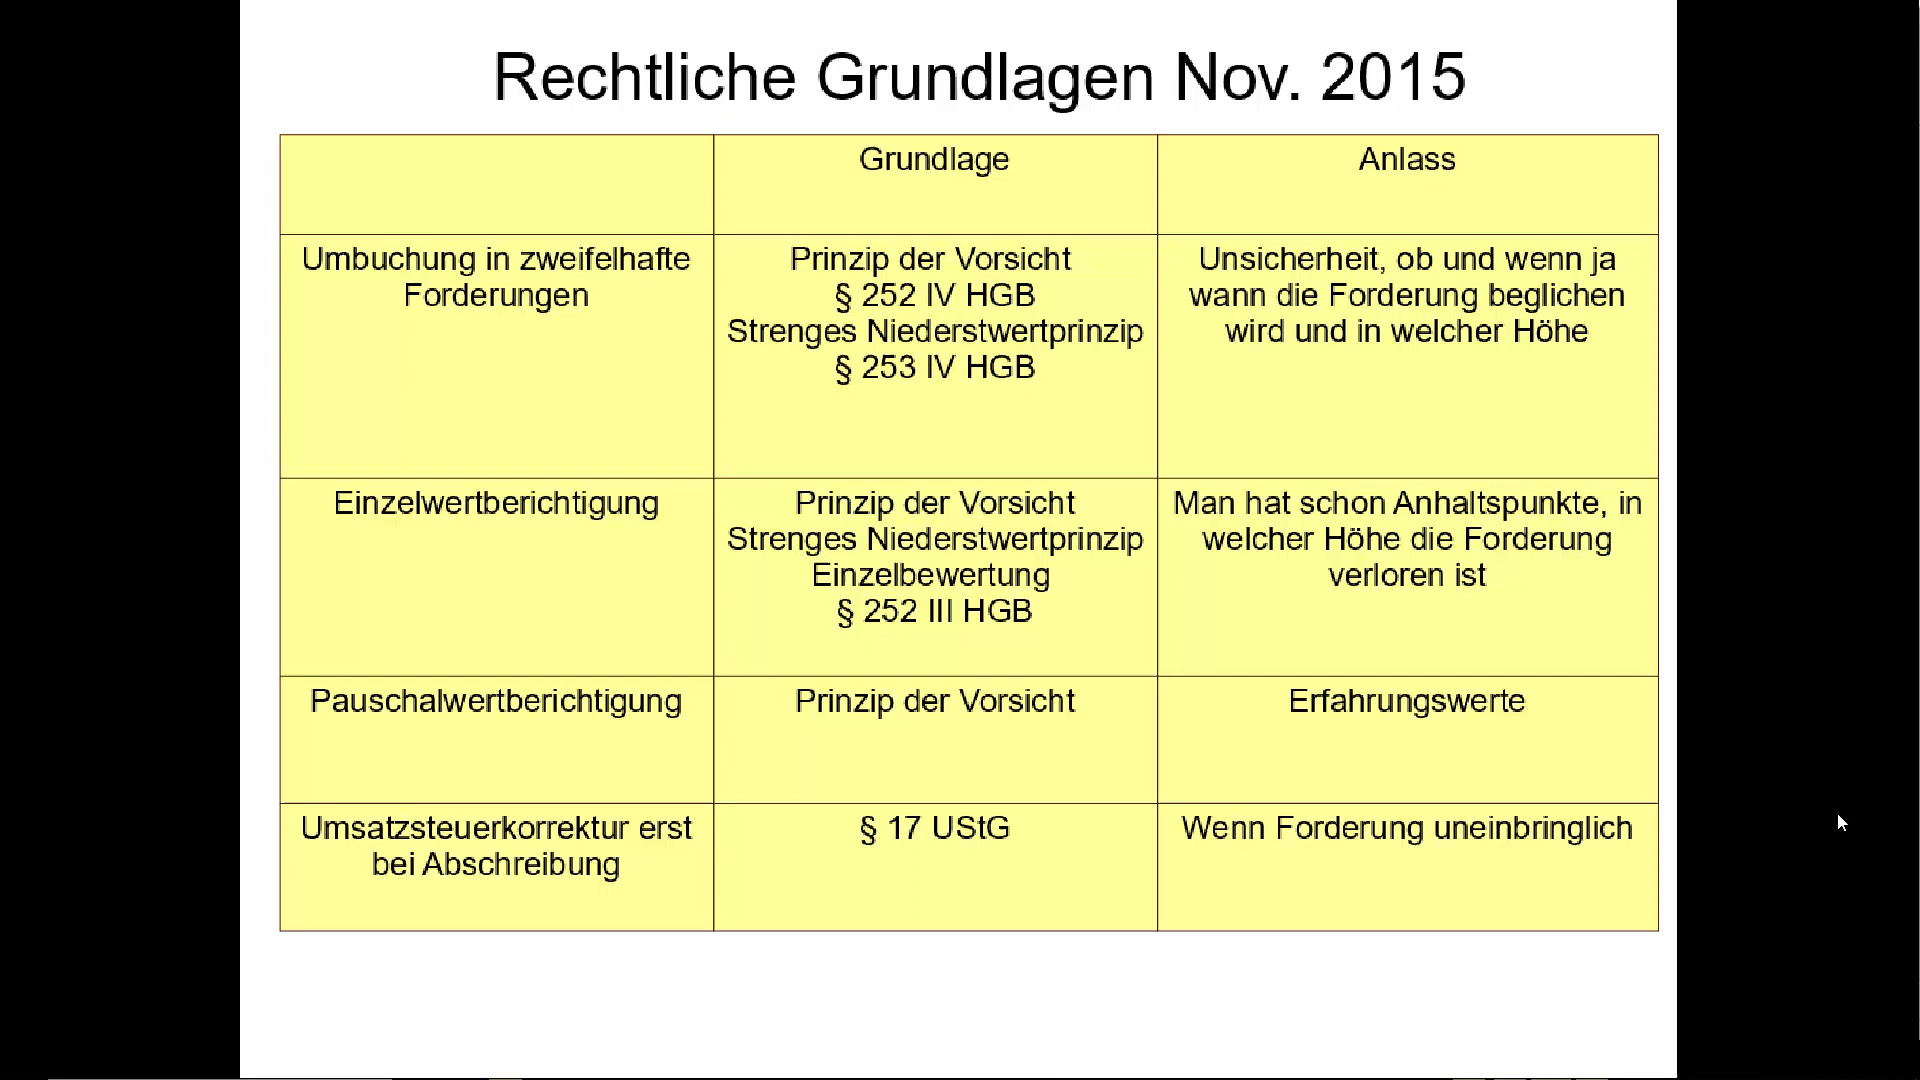 Rechtliche Grundlagen Nov. 2015
Grundlage
Anlass
Umbuchung in zweifelhafte
Forderungen
Prinzip der Vorsicht
§ 252 IV HGB
Strenges Niederstwertprinzip
§ 253 IV HGB
Unsicherheit, ob und wenn ja
wann die Forderung beglichen
wird und in welcher Höhe
Einzelwertberichtigung
Prinzip der Vorsicht
Strenges Niederstwertprinzip
Einzelbewertung
§ 252 III HGB
Man hat schon Anhaltspunkte, in
welcher Höhe die Forderung
verloren ist
Pauschalwertberichtigung
Prinzip der Vorsicht
Erfahrungswerte
Umsatzsteuerkorrektur erst
bei Abschreibung
§ 17 UStG
Wenn Forderung uneinbringlich